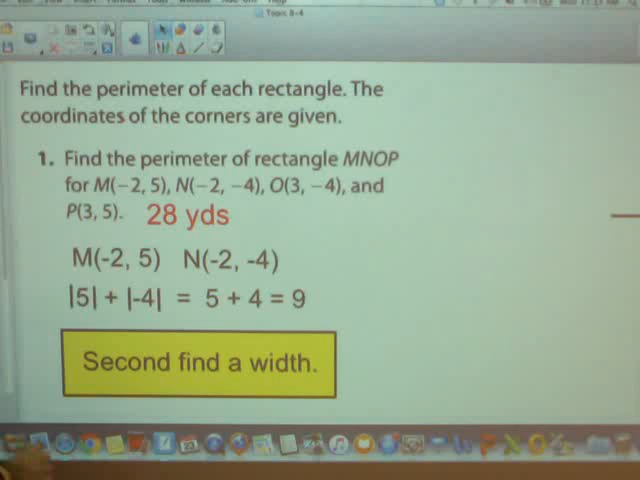 Topic 8-4
Find the perimeter of each rectangle. The
coordinates of the corners are given.
1. Find the perimeter of rectangle MNOP
for M(−2, 5), N(−2, −4), O(3, −4), and
P(3, 5). 28 yds
M(-2, 5) N(-2, -4)
|5| + |-4| = 5 + 4 = 9
Second find a width.